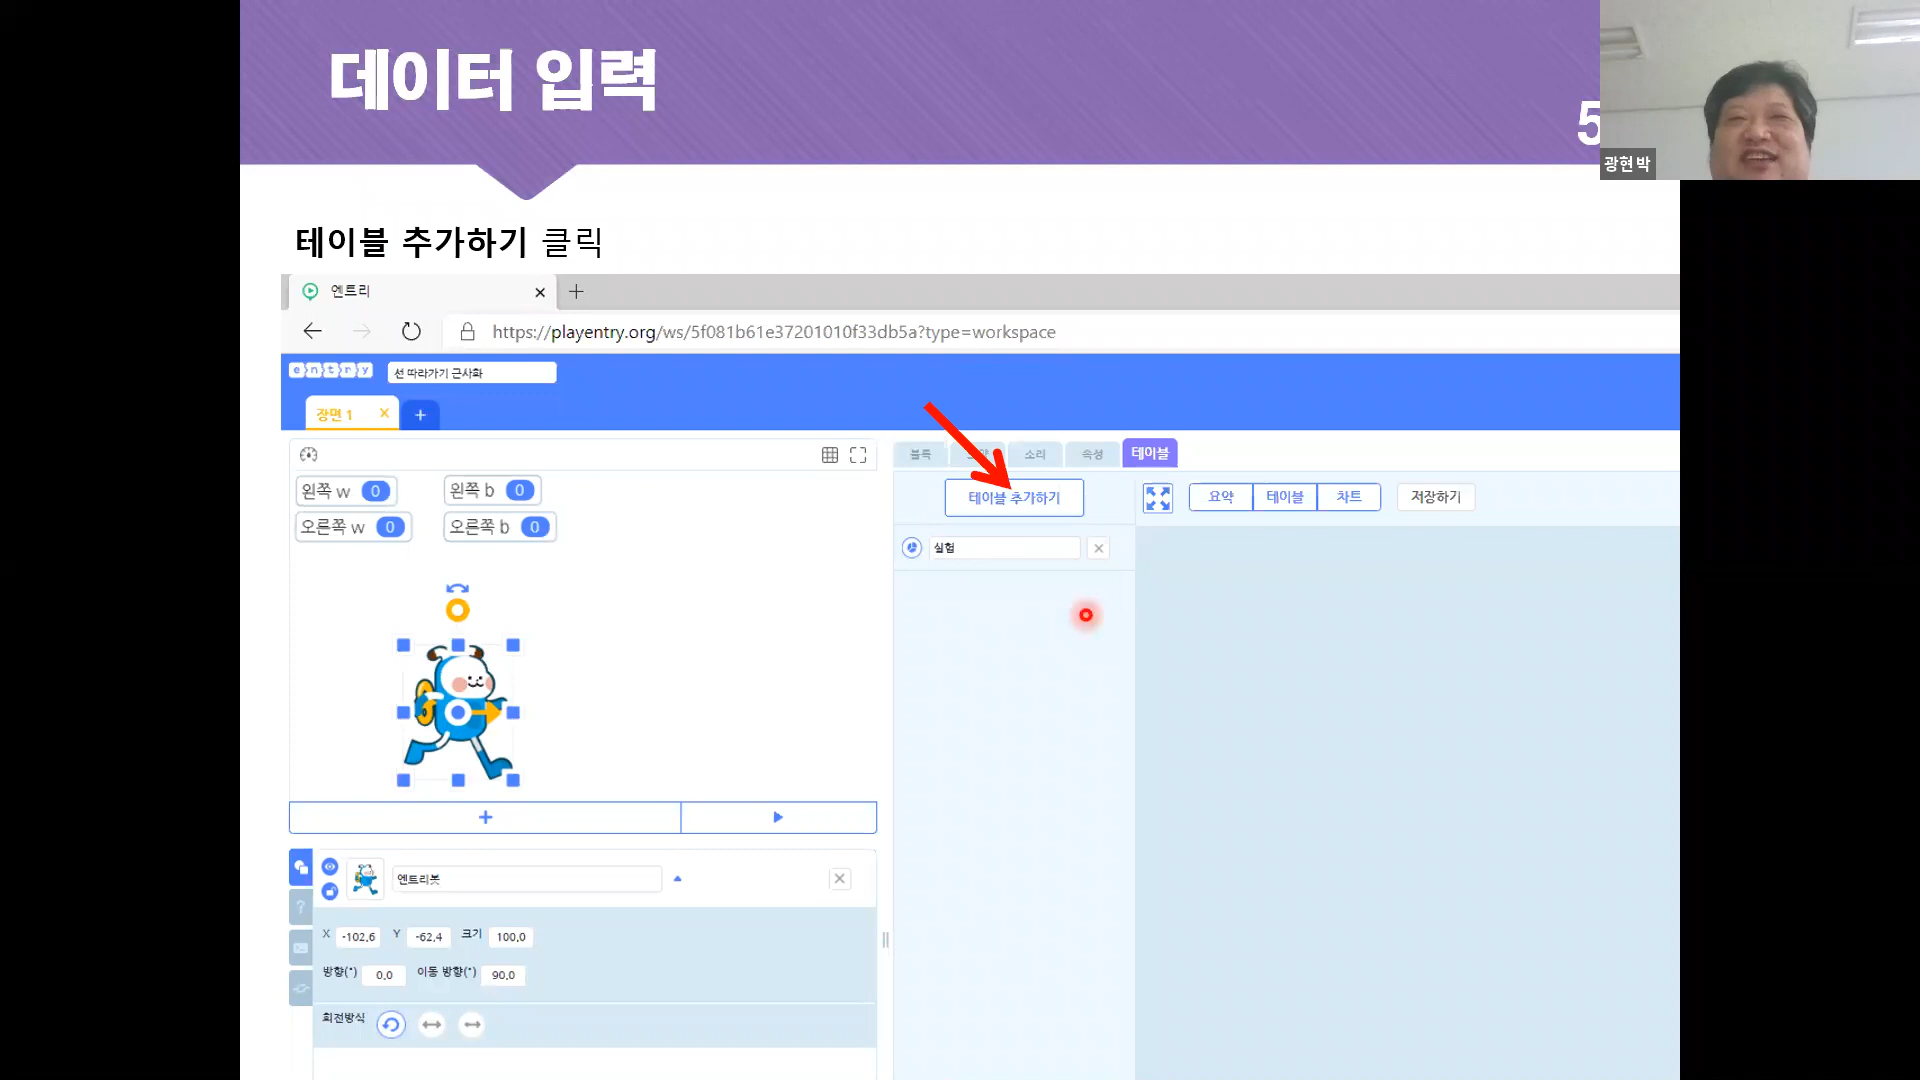 데이터 입력
5
광현 박
테이블 추가하기 클릭
엔트리
https://playentry.org/ws/5f081b61e37201010f33db5a?type=workspace
entry
선 따라가기 근사화
장면 1
블록
소리
속성
테이블
왼쪽 w 0
왼쪽 b 0
오른쪽 w 0
오른쪽 b 0
테이블 추가하기
요약
테이블
차트
저장하기
실험
엔트리봇
X -102.6 Y -62.4 크기 100.0
방향(°) 0.0 이동 방향(°) 90.0
회전방식